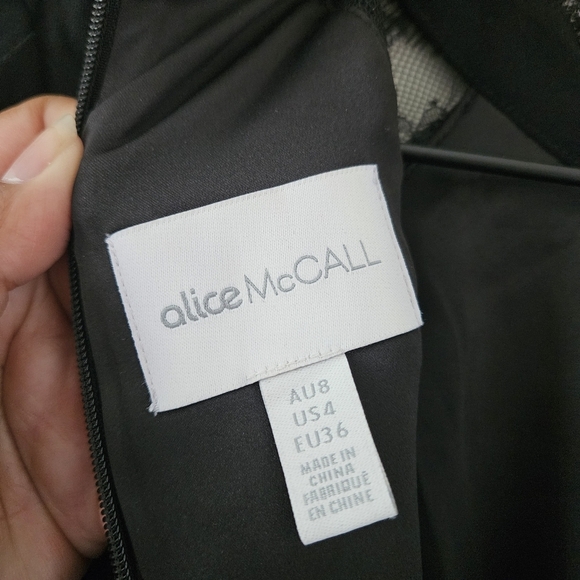 alice McCALL
AU8
US4
EU36
MADE IN
CHINA
FABRIQUÉ
EN CHINE